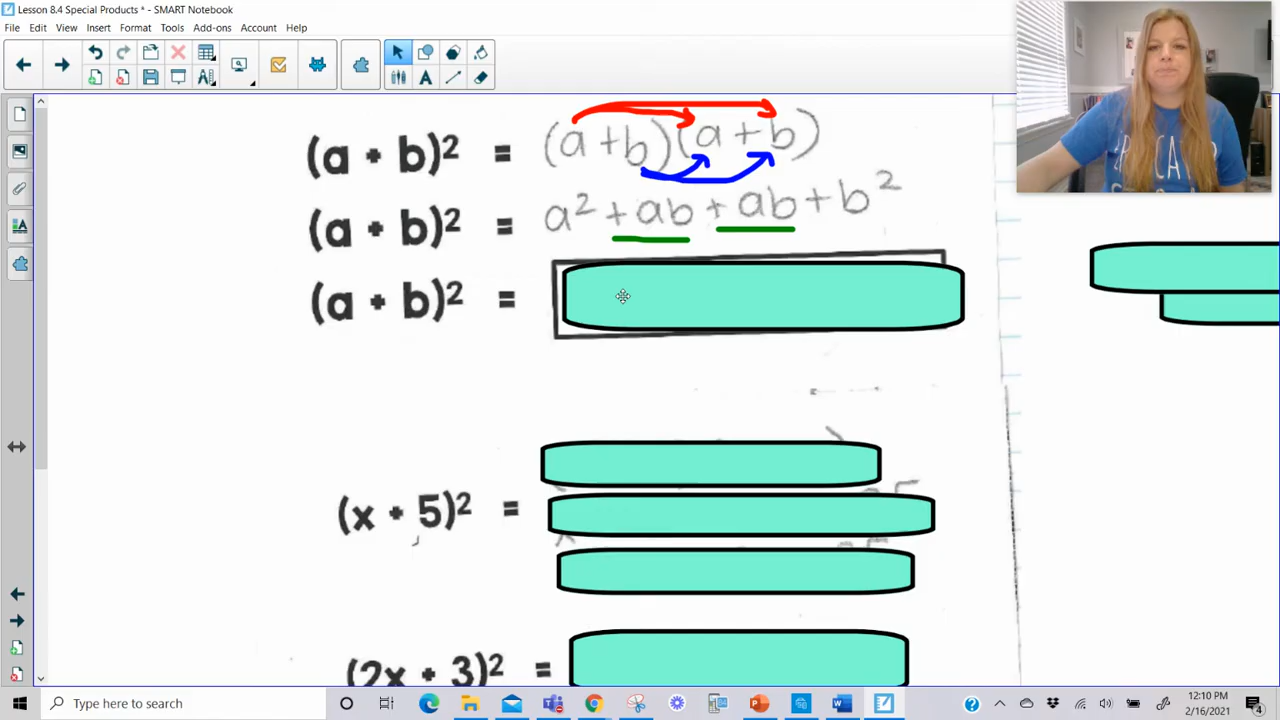 Lesson 8.4 Special Products * - SMART Notebook
File Edit View Insert Format Tools Add-ons Account Help
(a + b)² = (a + b)(a + b)
(a + b)² = a² + ab + ab + b²
(a + b)² =
(x + 5)² =
(2x + 3)² =
Type here to search
12:10 PM
2/16/2021
4